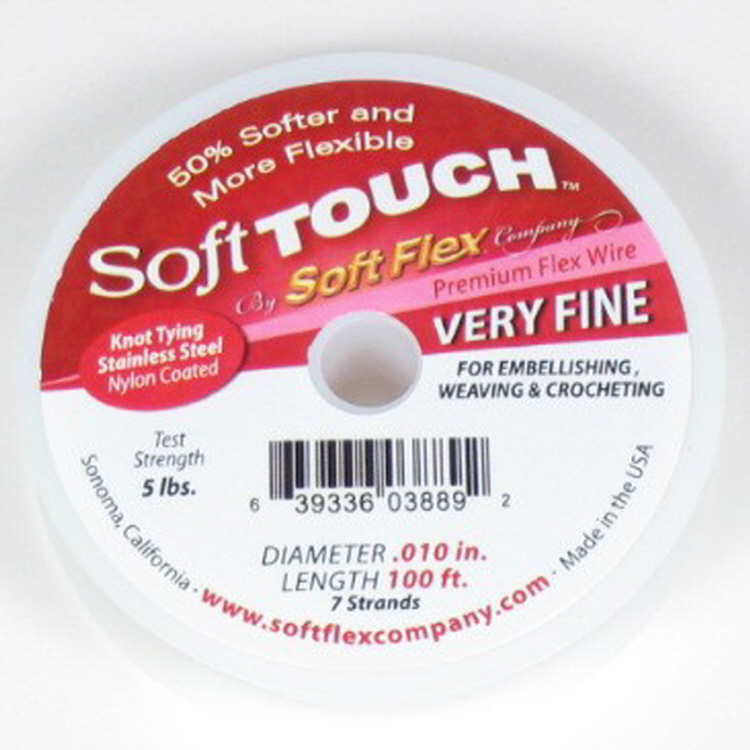 50% Softer and
More Flexible
Soft TOUCH™
By Soft Flex Company
Premium Flex Wire
VERY FINE
Knot Tying
Stainless Steel
Nylon Coated
FOR EMBELLISHING,
WEAVING & CROCHETING
Test
Strength
5 lbs.
6 39336 03889 2
DIAMETER .010 in.
LENGTH 100 ft.
7 Strands
Sonoma, California · www.softflexcompany.com · Made in the USA